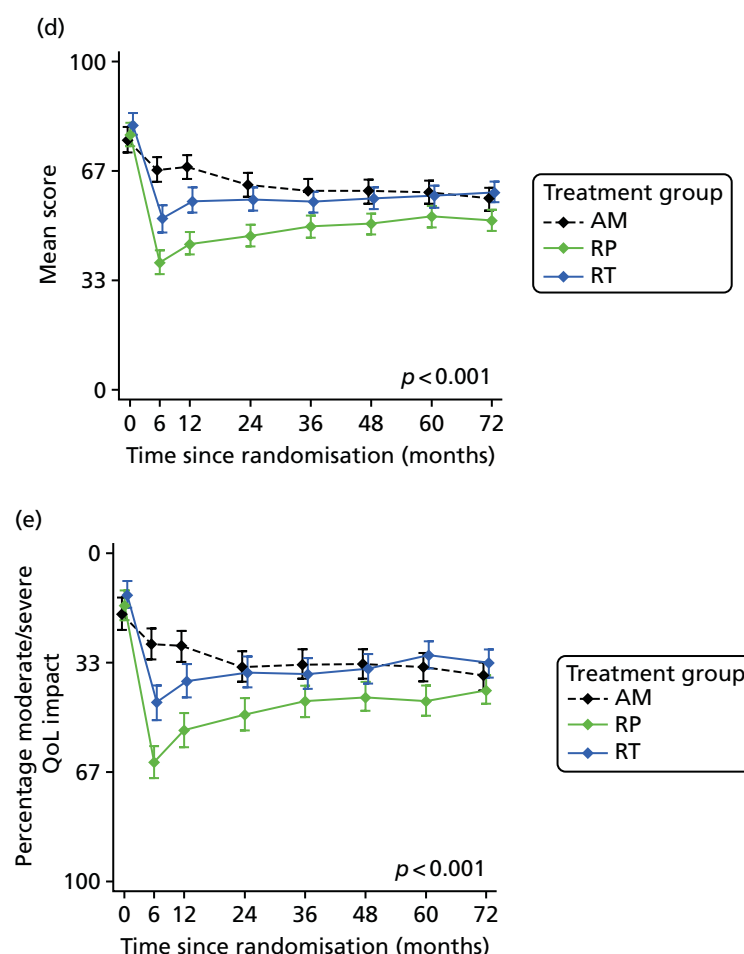 (d)
100
67
33
0
Mean score
p < 0.001
0 6 12 24 36 48 60 72
Time since randomisation (months)
Treatment group
AM
RP
RT
(e)
0
33
67
100
Percentage moderate/severe
QoL impact
p < 0.001
0 6 12 24 36 48 60 72
Time since randomisation (months)
Treatment group
AM
RP
RT